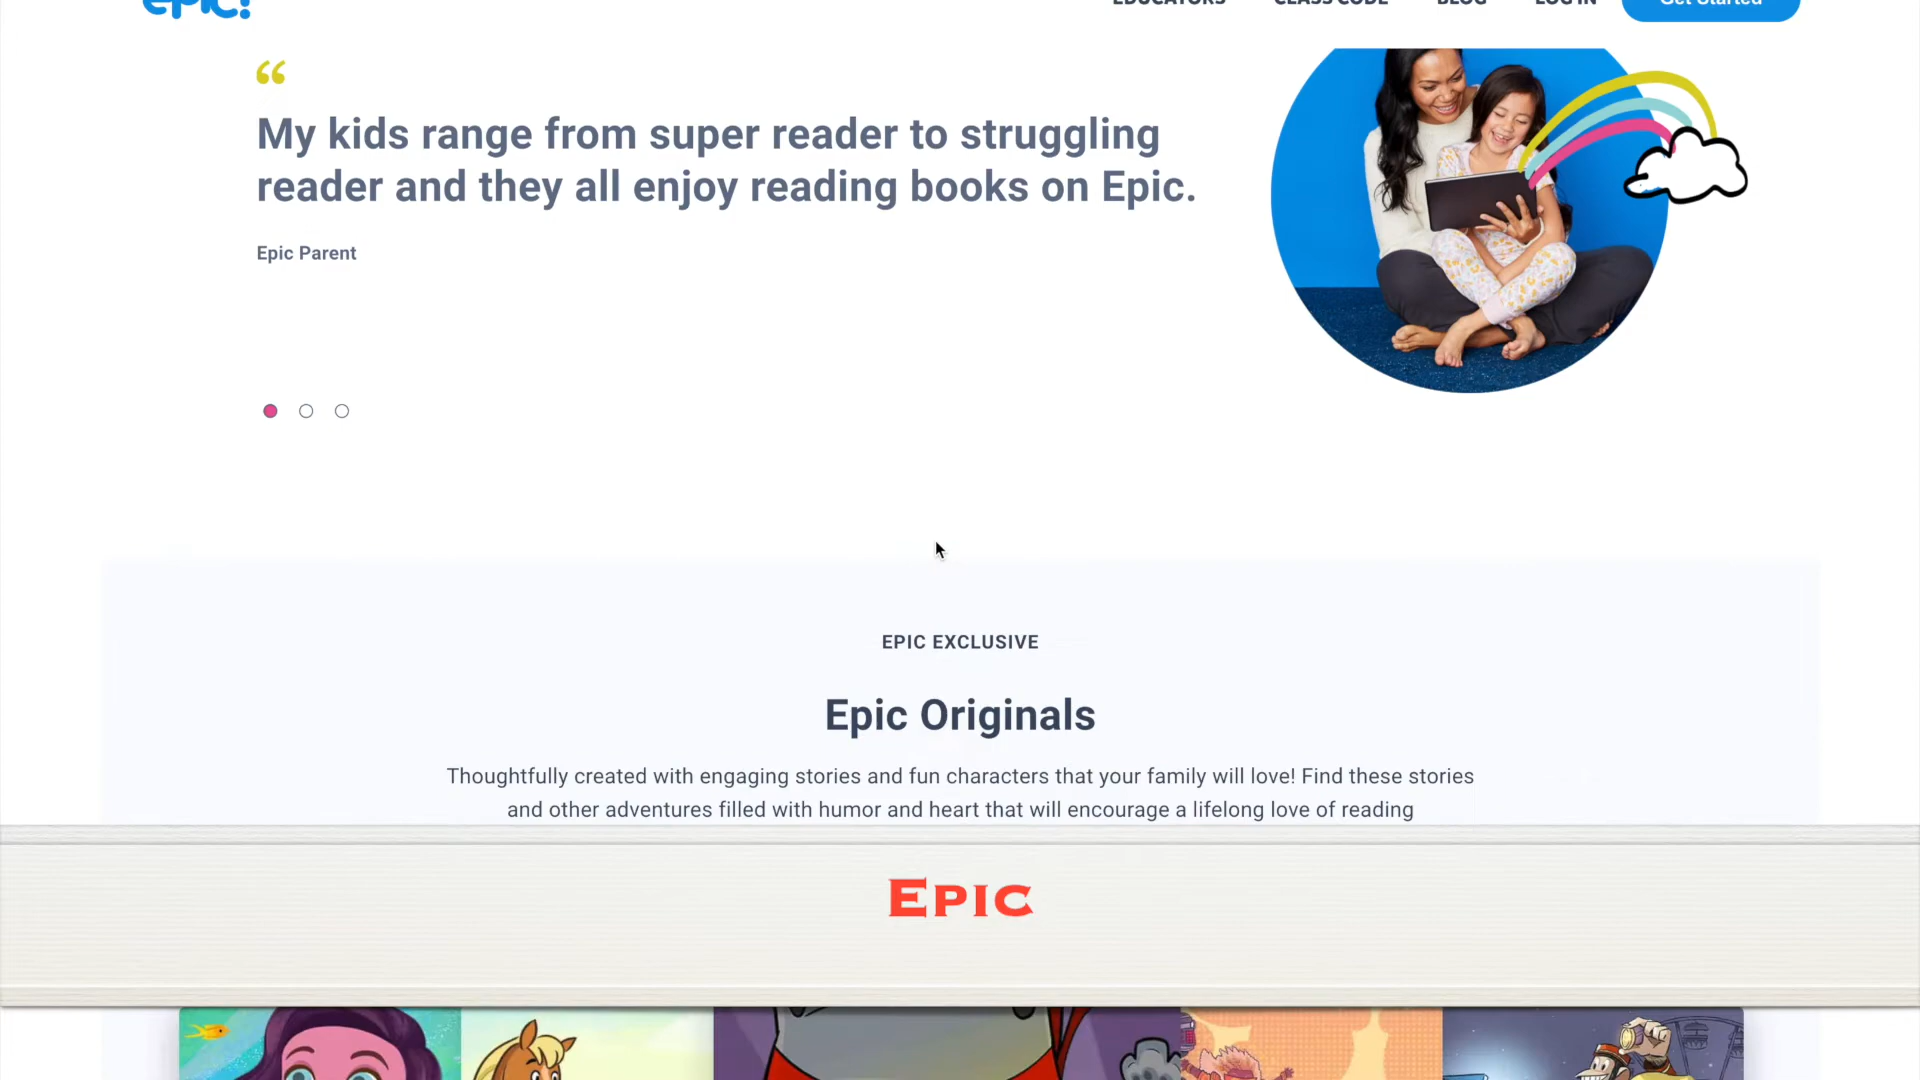 epic!
EDUCATORS
CLASS CODE
BLOG
LOG IN
Get Started
“
My kids range from super reader to struggling
reader and they all enjoy reading books on Epic.
Epic Parent
EPIC EXCLUSIVE
Epic Originals
Thoughtfully created with engaging stories and fun characters that your family will love! Find these stories
and other adventures filled with humor and heart that will encourage a lifelong love of reading
EPIC